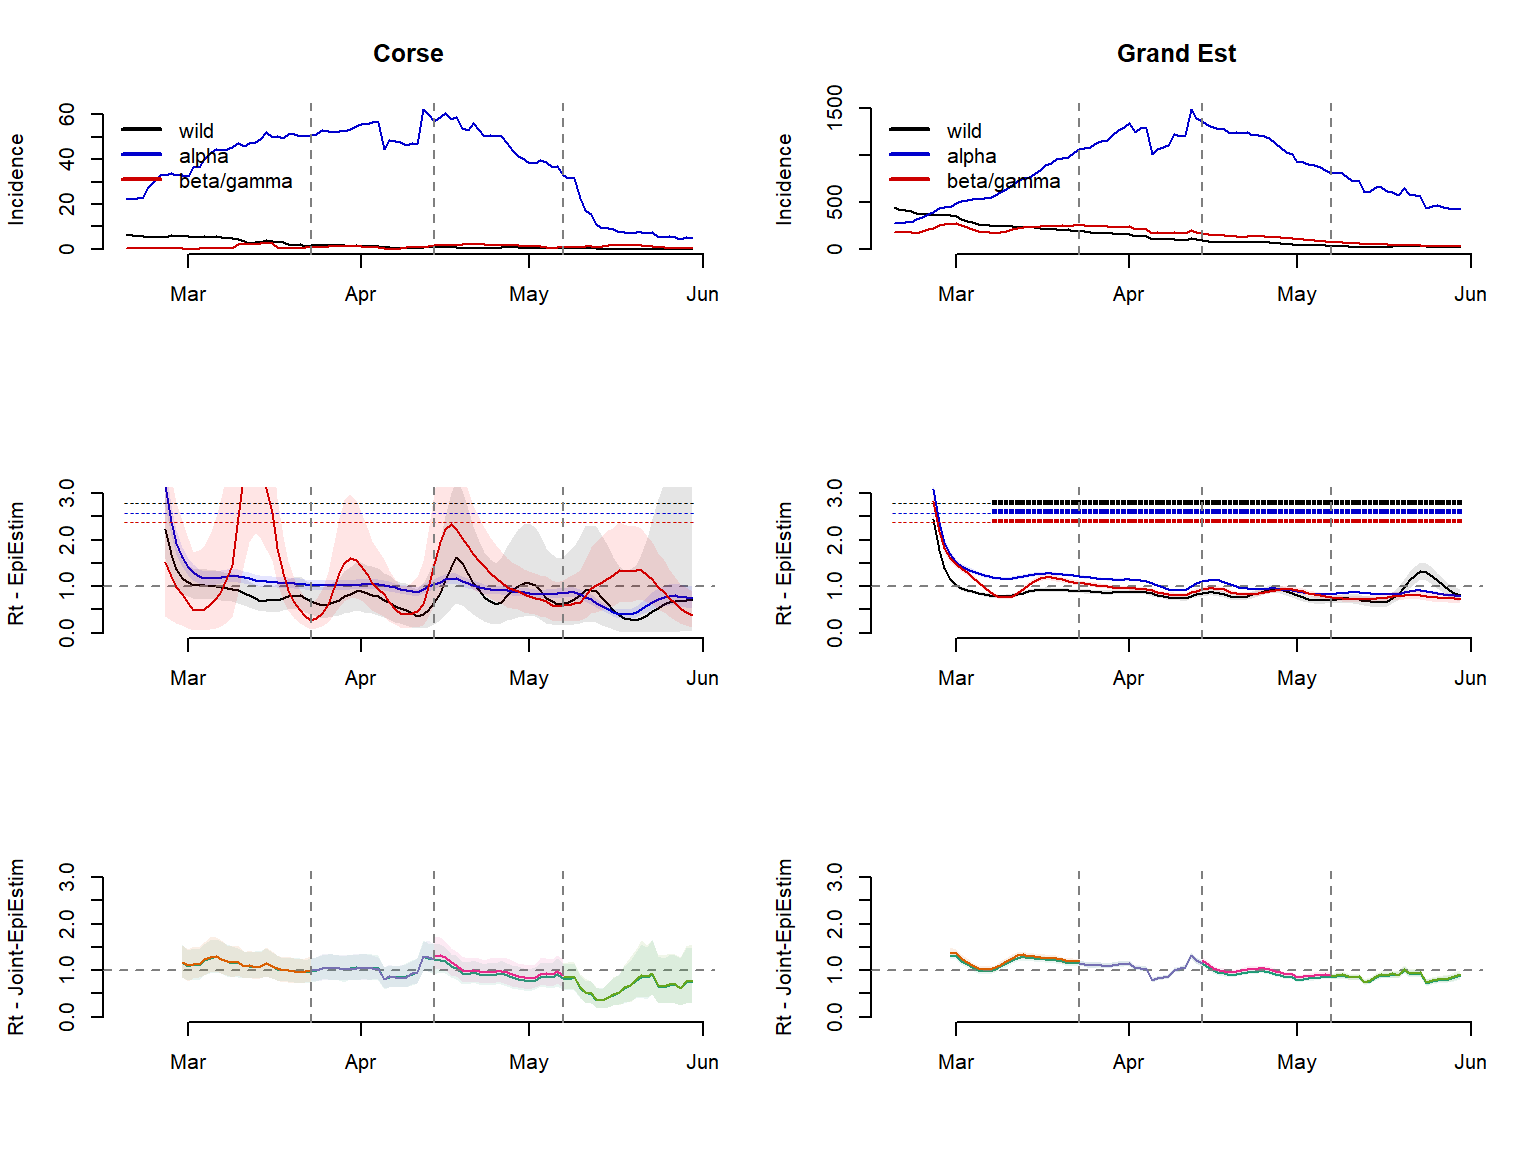 Corse
Incidence
0 20 40 60
wild
alpha
beta/gamma
Mar Apr May Jun
Grand Est
Incidence
0 500 1500
wild
alpha
beta/gamma
Mar Apr May Jun
Rt - EpiEstim
0.0 1.0 2.0 3.0
Mar Apr May Jun
Rt - EpiEstim
0.0 1.0 2.0 3.0
Mar Apr May Jun
Rt - Joint-EpiEstim
0.0 1.0 2.0 3.0
Mar Apr May Jun
Rt - Joint-EpiEstim
0.0 1.0 2.0 3.0
Mar Apr May Jun